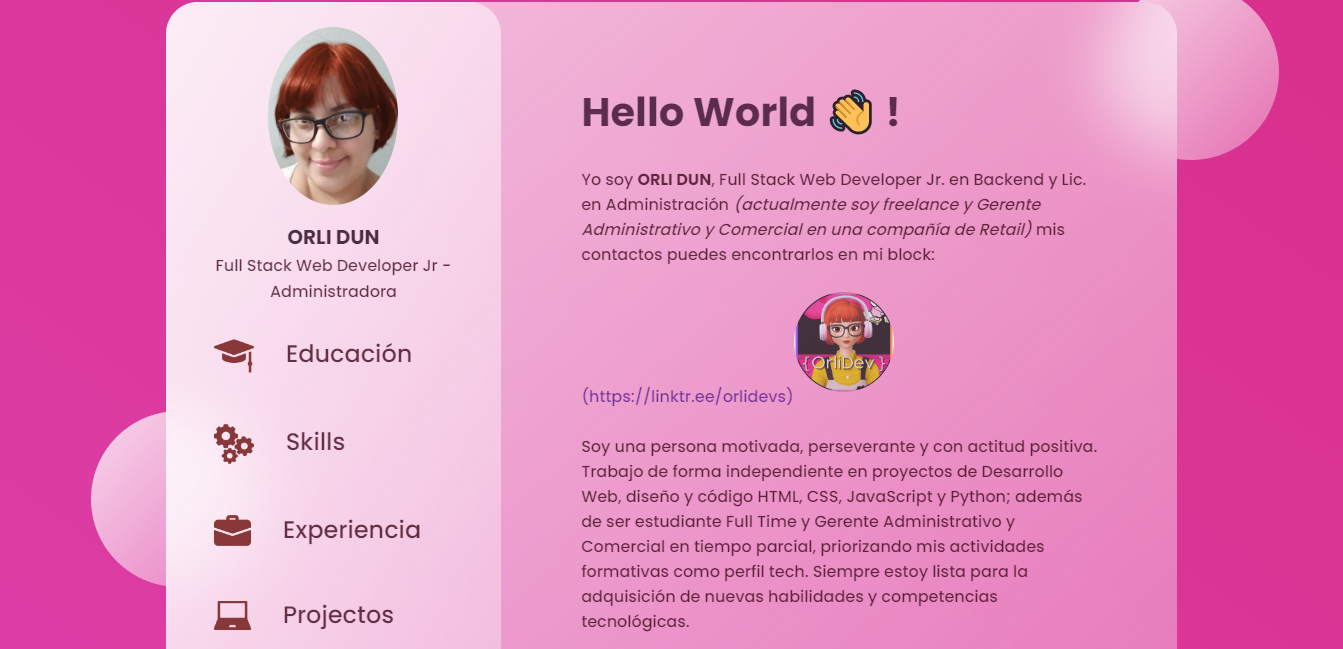 ORLI DUN
Full Stack Web Developer Jr -
Administradora
Educación
Skills
Experiencia
Projectos
Hello World 👋 !
Yo soy ORLI DUN, Full Stack Web Developer Jr. en Backend y Lic.
en Administración (actualmente soy freelance y Gerente
Administrativo y Comercial en una compañía de Retail) mis
contactos puedes encontrarlos en mi block:
{OrliDev }
(https://linktr.ee/orlidevs)
Soy una persona motivada, perseverante y con actitud positiva.
Trabajo de forma independiente en proyectos de Desarrollo
Web, diseño y código HTML, CSS, JavaScript y Python; además
de ser estudiante Full Time y Gerente Administrativo y
Comercial en tiempo parcial, priorizando mis actividades
formativas como perfil tech. Siempre estoy lista para la
adquisición de nuevas habilidades y competencias
tecnológicas.